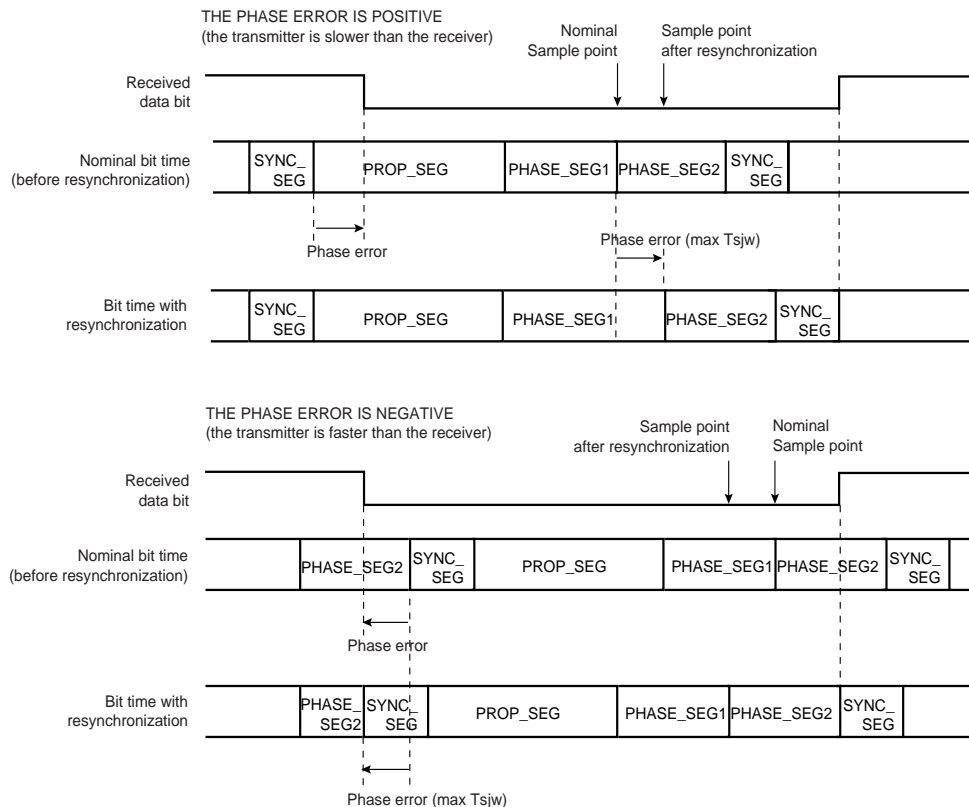 THE PHASE ERROR IS POSITIVE
(the transmitter is slower than the receiver)
Nominal
Sample point
Sample point
after resynchronization
Received
data bit
Nominal bit time
(before resynchronization)
SYNC_
SEG
PROP_SEG
PHASE_SEG1
PHASE_SEG2
SYNC_
SEG
Phase error
Phase error (max Tsjw)
Bit time with
resynchronization
SYNC_
SEG
PROP_SEG
PHASE_SEG1
PHASE_SEG2
SYNC_
SEG
THE PHASE ERROR IS NEGATIVE
(the transmitter is faster than the receiver)
Sample point
after resynchronization
Nominal
Sample point
Received
data bit
Nominal bit time
(before resynchronization)
PHASE_SEG2
SYNC_
SEG
PROP_SEG
PHASE_SEG1
PHASE_SEG2
SYNC_
SEG
Phase error
Bit time with
resynchronization
PHASE_
SEG2
SYNC_
SEG
PROP_SEG
PHASE_SEG1
PHASE_SEG2
SYNC_
SEG
Phase error (max Tsjw)